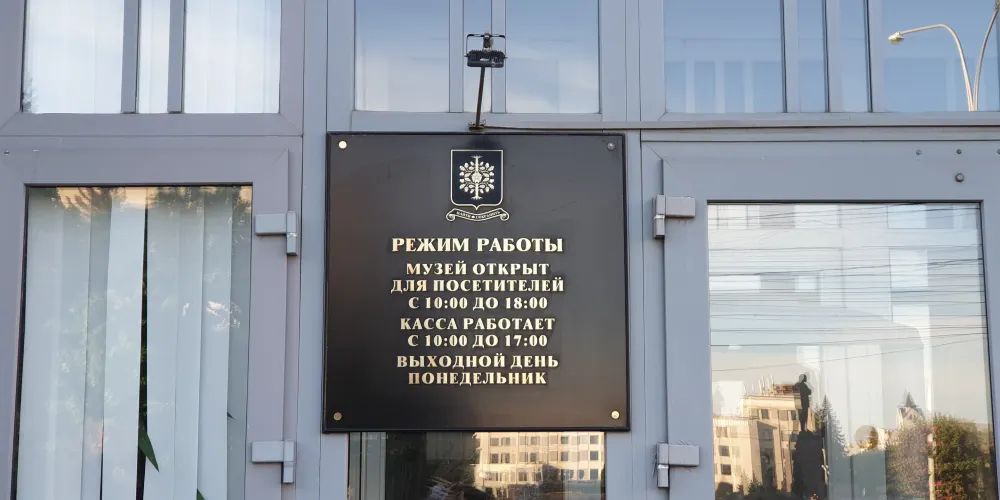 РЕЖИМ РАБОТЫ
МУЗЕЙ ОТКРЫТ
ДЛЯ ПОСЕТИТЕЛЕЙ
С 10:00 ДО 18:00
КАССА РАБОТАЕТ
С 10:00 ДО 17:00
ВЫХОДНОЙ ДЕНЬ
ПОНЕДЕЛЬНИК